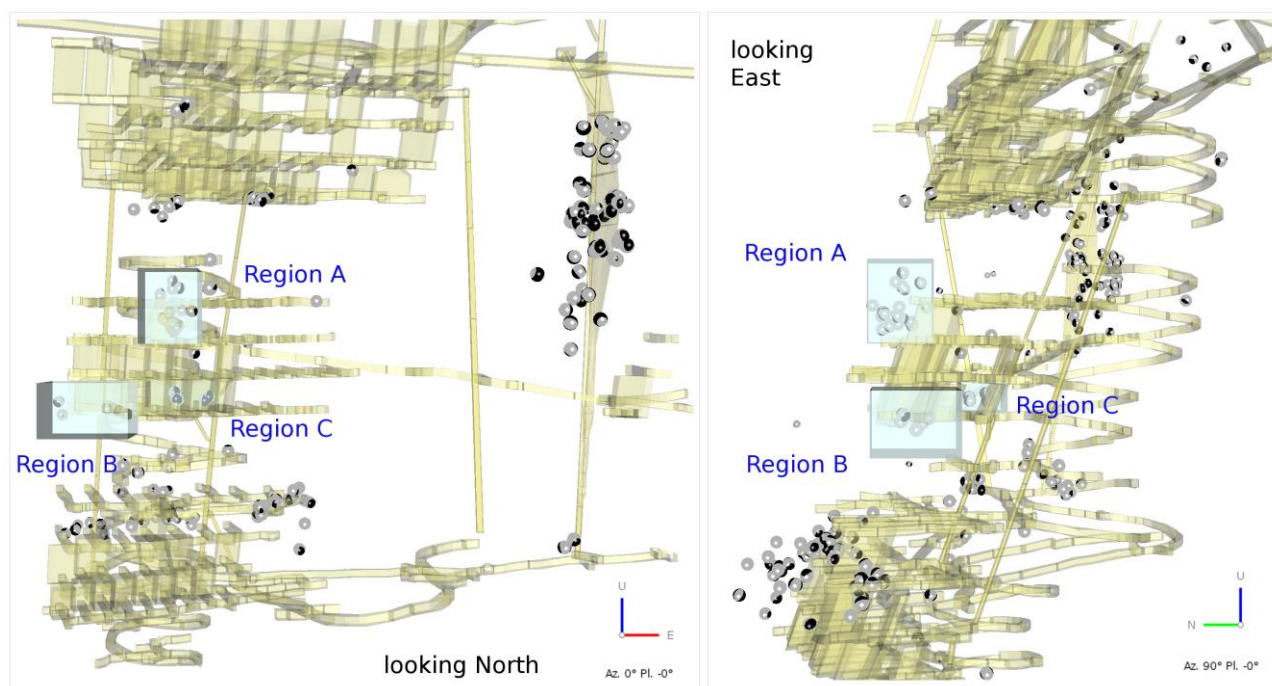 Region A
Region C
Region B
U
E
looking North
Az. 0° Pl. -0°
looking
East
Region A
Region C
Region B
U
N
Az. 90° Pl. -0°